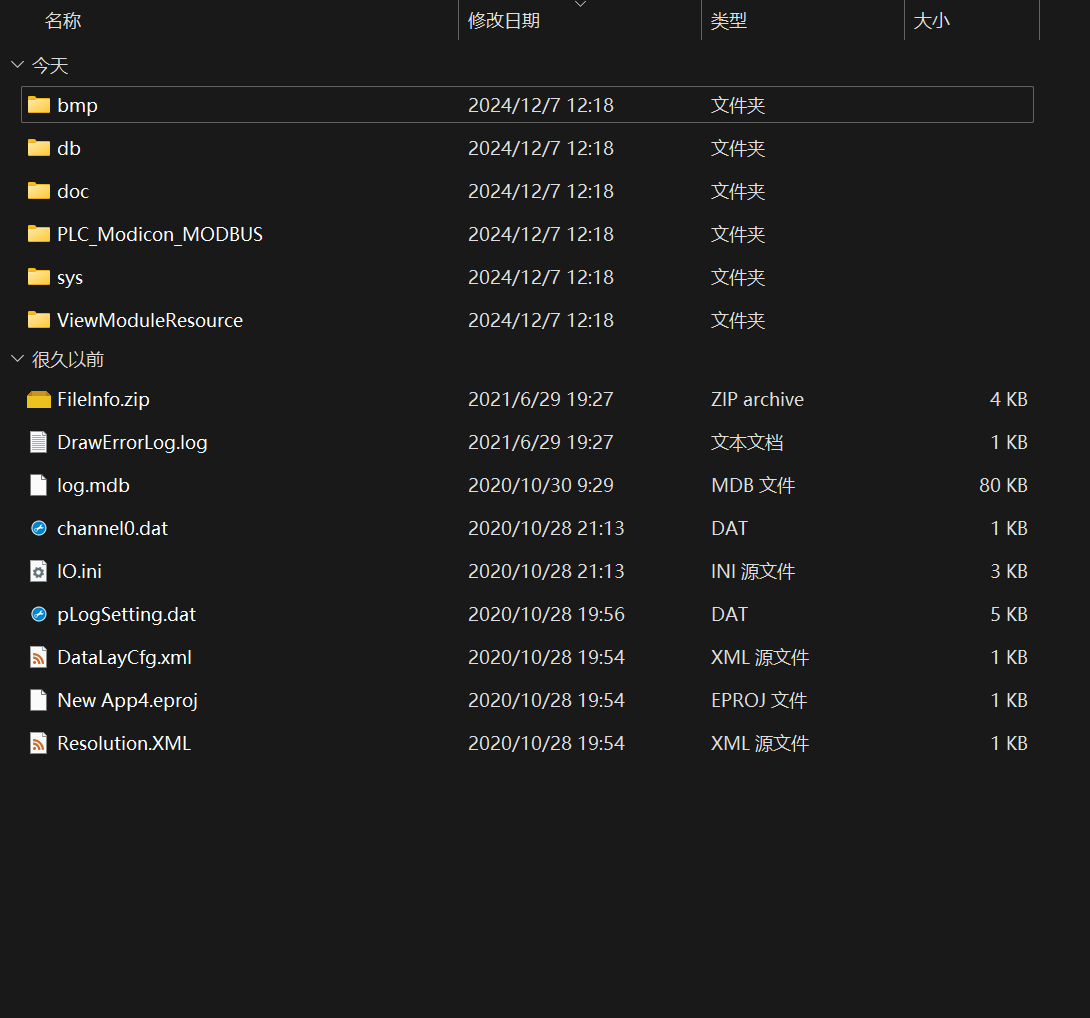 名称 修改日期 类型 大小
今天
bmp 2024/12/7 12:18 文件夹
db 2024/12/7 12:18 文件夹
doc 2024/12/7 12:18 文件夹
PLC_Modicon_MODBUS 2024/12/7 12:18 文件夹
sys 2024/12/7 12:18 文件夹
ViewModuleResource 2024/12/7 12:18 文件夹
很久以前
FileInfo.zip 2021/6/29 19:27 ZIP archive 4 KB
DrawErrorLog.log 2021/6/29 19:27 文本文档 1 KB
log.mdb 2020/10/30 9:29 MDB 文件 80 KB
channel0.dat 2020/10/28 21:13 DAT 1 KB
IO.ini 2020/10/28 21:13 INI 源文件 3 KB
pLogSetting.dat 2020/10/28 19:56 DAT 5 KB
DataLayCfg.xml 2020/10/28 19:54 XML 源文件 1 KB
New App4.eproj 2020/10/28 19:54 EPROJ 文件 1 KB
Resolution.XML 2020/10/28 19:54 XML 源文件 1 KB